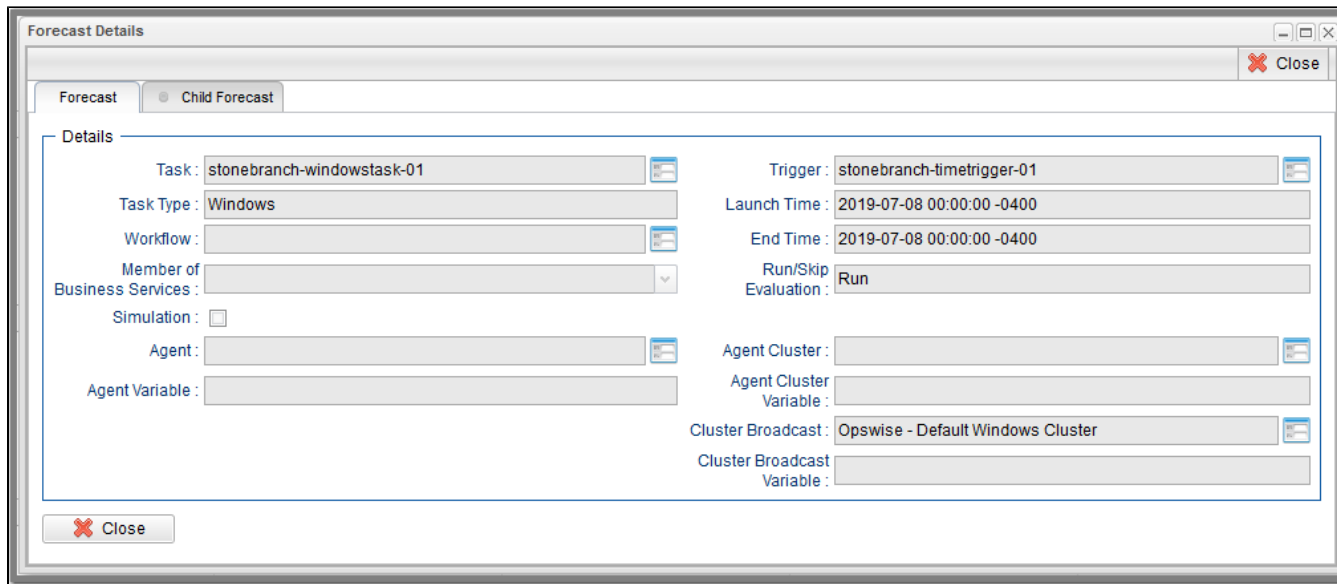 Forecast Details
Close
Forecast
Child Forecast
Details
Task : stonebranch-windowstask-01
Trigger : stonebranch-timetrigger-01
Task Type : Windows
Launch Time : 2019-07-08 00:00:00 -0400
Workflow :
End Time : 2019-07-08 00:00:00 -0400
Member of
Business Services :
Run/Skip
Evaluation : Run
Simulation :
Agent :
Agent Cluster :
Agent Variable :
Agent Cluster
Variable :
Cluster Broadcast : Opswise - Default Windows Cluster
Cluster Broadcast
Variable :
Close